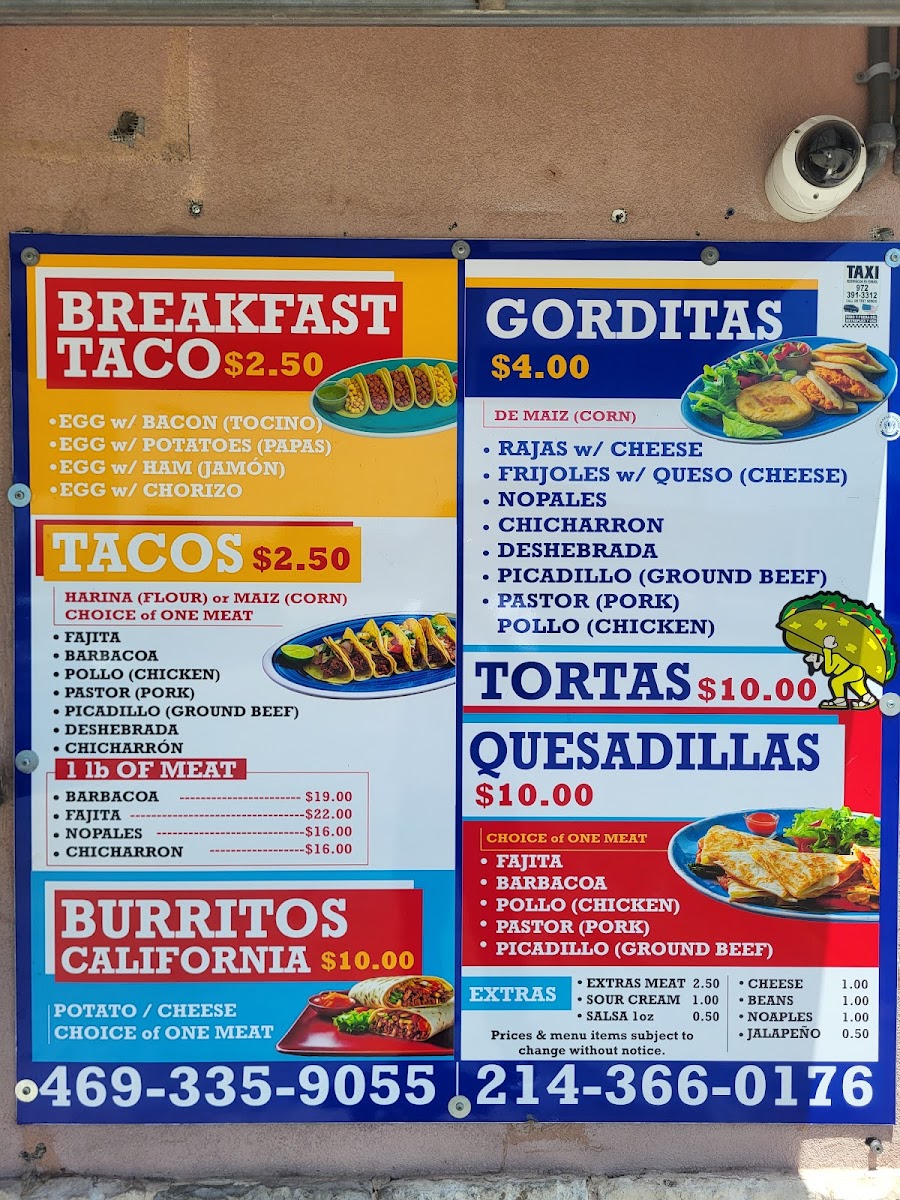 BREAKFAST
TACO $2.50
•EGG w/ BACON (TOCINO)
•EGG w/ POTATOES (PAPAS)
•EGG w/ HAM (JAMÓN)
•EGG w/ CHORIZO
TACOS $2.50
HARINA (FLOUR) or MAIZ (CORN)
CHOICE of ONE MEAT
• FAJITA
• BARBACOA
• POLLO (CHICKEN)
• PASTOR (PORK)
• PICADILLO (GROUND BEEF)
• DESHEBRADA
• CHICHARRÓN
1 lb OF MEAT
• BARBACOA ---------------------- $19.00
• FAJITA ------------------------------$22.00
• NOPALES -------------------------$16.00
• CHICHARRON ----------------$16.00
BURRITOS
CALIFORNIA $10.00
POTATO / CHEESE
CHOICE of ONE MEAT
469-335-9055
TAXI
972
391-3312
GORDITAS
$4.00
DE MAIZ (CORN)
• RAJAS w/ CHEESE
• FRIJOLES w/ QUESO (CHEESE)
• NOPALES
• CHICHARRON
• DESHEBRADA
• PICADILLO (GROUND BEEF)
• PASTOR (PORK)
POLLO (CHICKEN)
TORTAS $10.00
QUESADILLAS
$10.00
CHOICE of ONE MEAT
• FAJITA
• BARBACOA
• POLLO (CHICKEN)
• PASTOR (PORK)
• PICADILLO (GROUND BEEF)
EXTRAS
• EXTRAS MEAT 2.50
• SOUR CREAM 1.00
• SALSA 1oz 0.50
• CHEESE 1.00
• BEANS 1.00
• NOAPLES 1.00
• JALAPEÑO 0.50
Prices & menu items subject to
change without notice.
214-366-0176